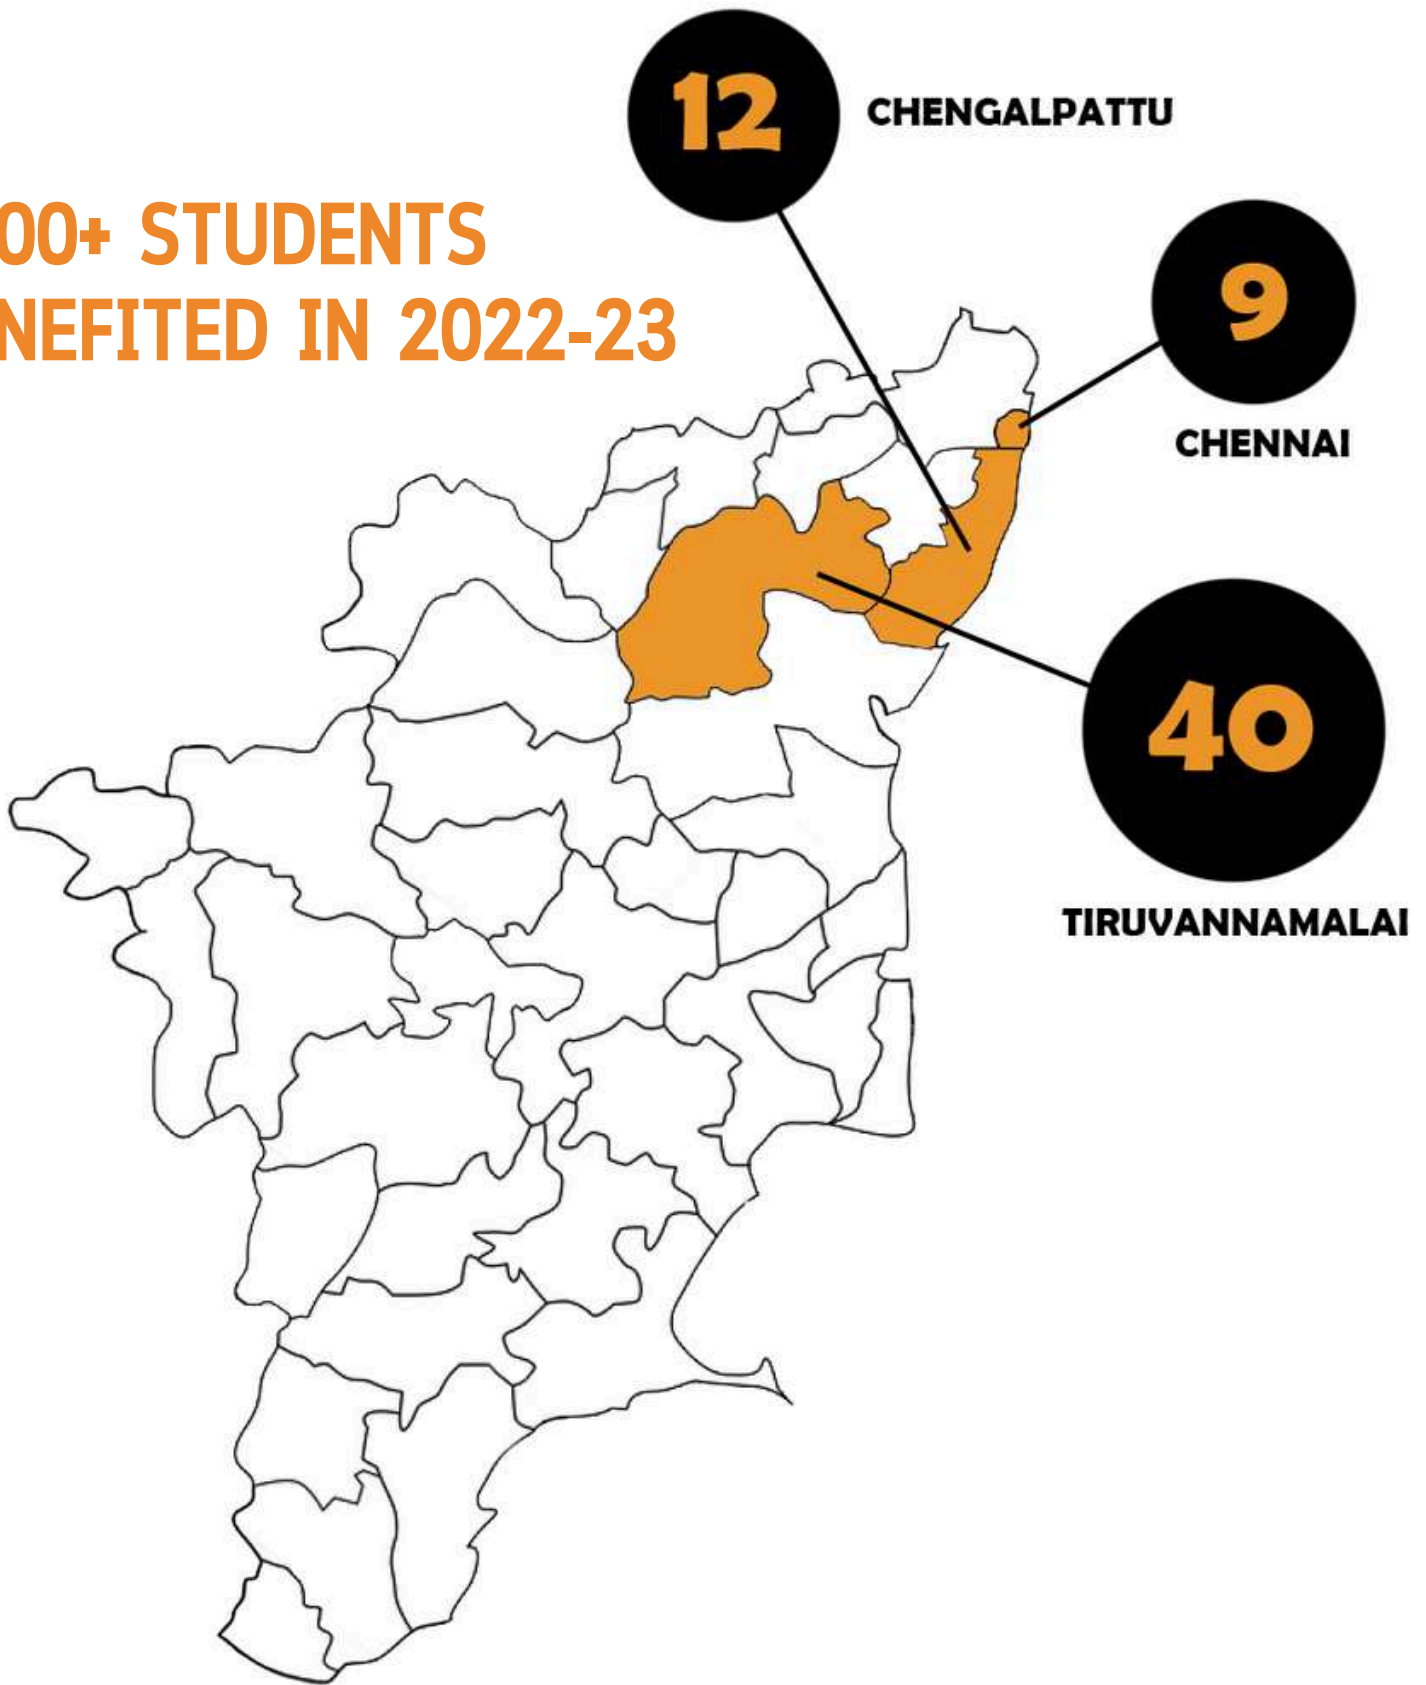 12
CHENGALPATTU
00+ STUDENTS
NEFITED IN 2022-23
9
CHENNAI
40
TIRUVANNAMALAI